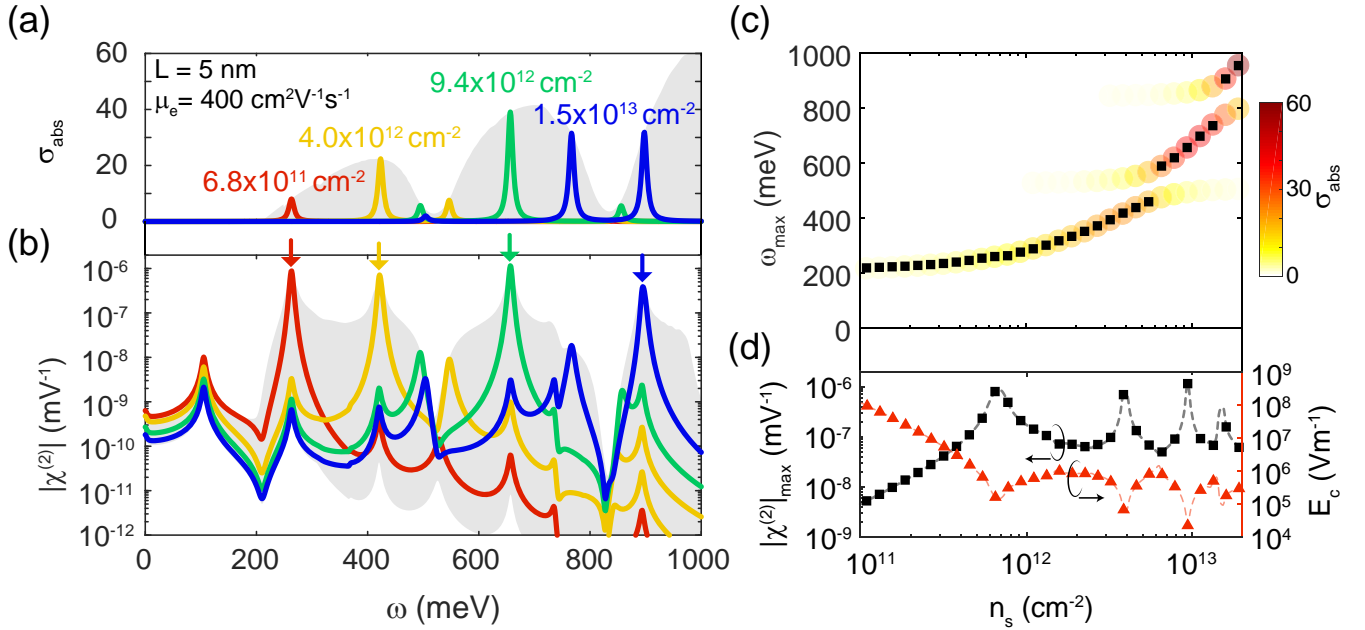 (a)
60
40
20
0
σabs
L = 5 nm
μe= 400 cm²V⁻¹s⁻¹
6.8x10¹¹ cm⁻²
4.0x10¹² cm⁻²
9.4x10¹² cm⁻²
1.5x10¹³ cm⁻²
(b)
10⁻⁶
10⁻⁷
10⁻⁸
10⁻⁹
10⁻¹⁰
10⁻¹¹
10⁻¹²
|χ⁽²⁾| (mV⁻¹)
0 200 400 600 800 1000
ω (meV)
(c)
1000
800
600
400
200
0
ωmax (meV)
60
30
0
σabs
(d)
10⁻⁶
10⁻⁷
10⁻⁸
10⁻⁹
|χ⁽²⁾|max (mV⁻¹)
10⁹
10⁸
10⁷
10⁶
10⁵
10⁴
Ec (Vm⁻¹)
10¹¹ 10¹² 10¹³
ns (cm⁻²)